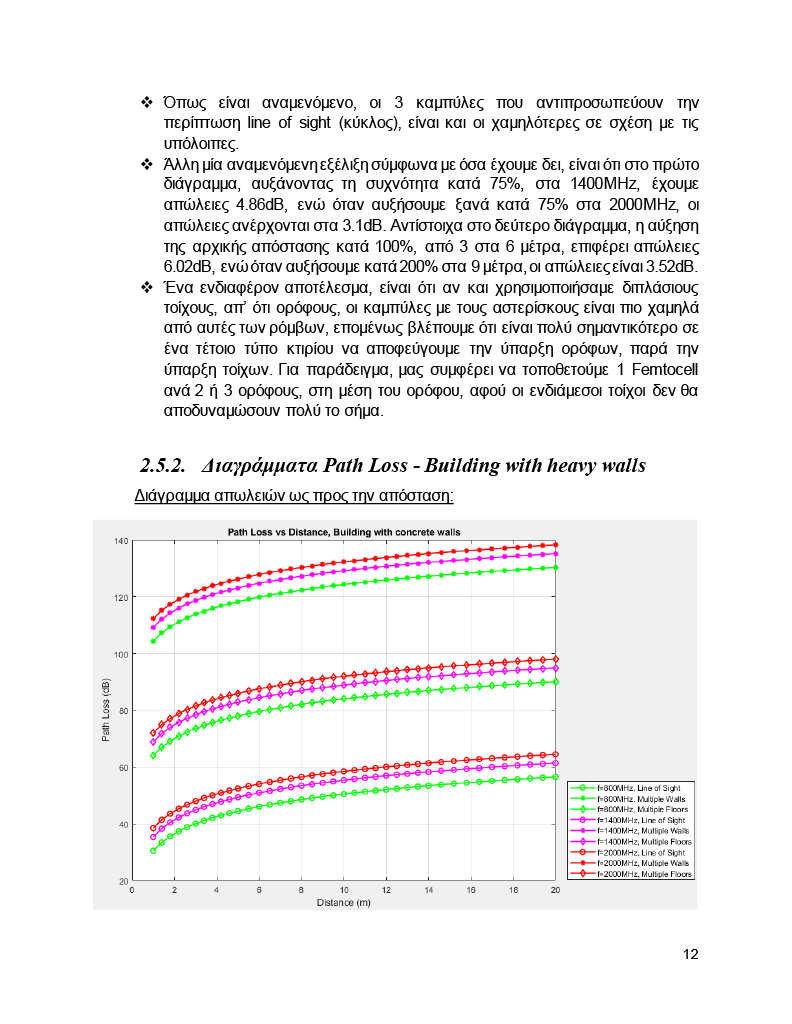 ❖ Όπως είναι αναμενόμενο, οι 3 καμπύλες που αντιπροσωπεύουν την
περίπτωση line of sight (κύκλος), είναι και οι χαμηλότερες σε σχέση με τις
υπόλοιπες.
❖ Άλλη μία αναμενόμενη εξέλιξη σύμφωνα με όσα έχουμε δει, είναι ότι στο πρώτο
διάγραμμα, αυξάνοντας τη συχνότητα κατά 75%, στα 1400MHz, έχουμε
απώλειες 4.86dB, ενώ όταν αυξήσουμε ξανά κατά 75% στα 2000MHz, οι
απώλειες ανέρχονται στα 3.1dB. Αντίστοιχα στο δεύτερο διάγραμμα, η αύξηση
της αρχικής απόστασης κατά 100%, από 3 στα 6 μέτρα, επιφέρει απώλειες
6.02dB, ενώ όταν αυξήσουμε κατά 200% στα 9 μέτρα, οι απώλειες είναι 3.52dB.
❖ Ένα ενδιαφέρον αποτέλεσμα, είναι ότι αν και χρησιμοποιήσαμε διπλάσιους
τοίχους, απ’ ότι ορόφους, οι καμπύλες με τους αστερίσκους είναι πιο χαμηλά
από αυτές των ρόμβων, επομένως βλέπουμε ότι είναι πολύ σημαντικότερο σε
ένα τέτοιο τύπο κτιρίου να αποφεύγουμε την ύπαρξη ορόφων, παρά την
ύπαρξη τοίχων. Για παράδειγμα, μας συμφέρει να τοποθετούμε 1 Femtocell
ανά 2 ή 3 ορόφους, στη μέση του ορόφου, αφού οι ενδιάμεσοι τοίχοι δεν θα
αποδυναμώσουν πολύ το σήμα.
2.5.2. Διαγράμματα Path Loss - Building with heavy walls
Διάγραμμα απωλειών ως προς την απόσταση:
Path Loss vs Distance, Building with concrete walls
140
120
100
80
60
40
20
Path Loss (dB)
0 2 4 6 8 10 12 14 16 18 20
Distance (m)
f=800MHz, Line of Sight
f=800MHz, Multiple Walls
f=800MHz, Multiple Floors
f=1400MHz, Line of Sight
f=1400MHz, Multiple Walls
f=1400MHz, Multiple Floors
f=2000MHz, Line of Sight
f=2000MHz, Multiple Walls
f=2000MHz, Multiple Floors
12